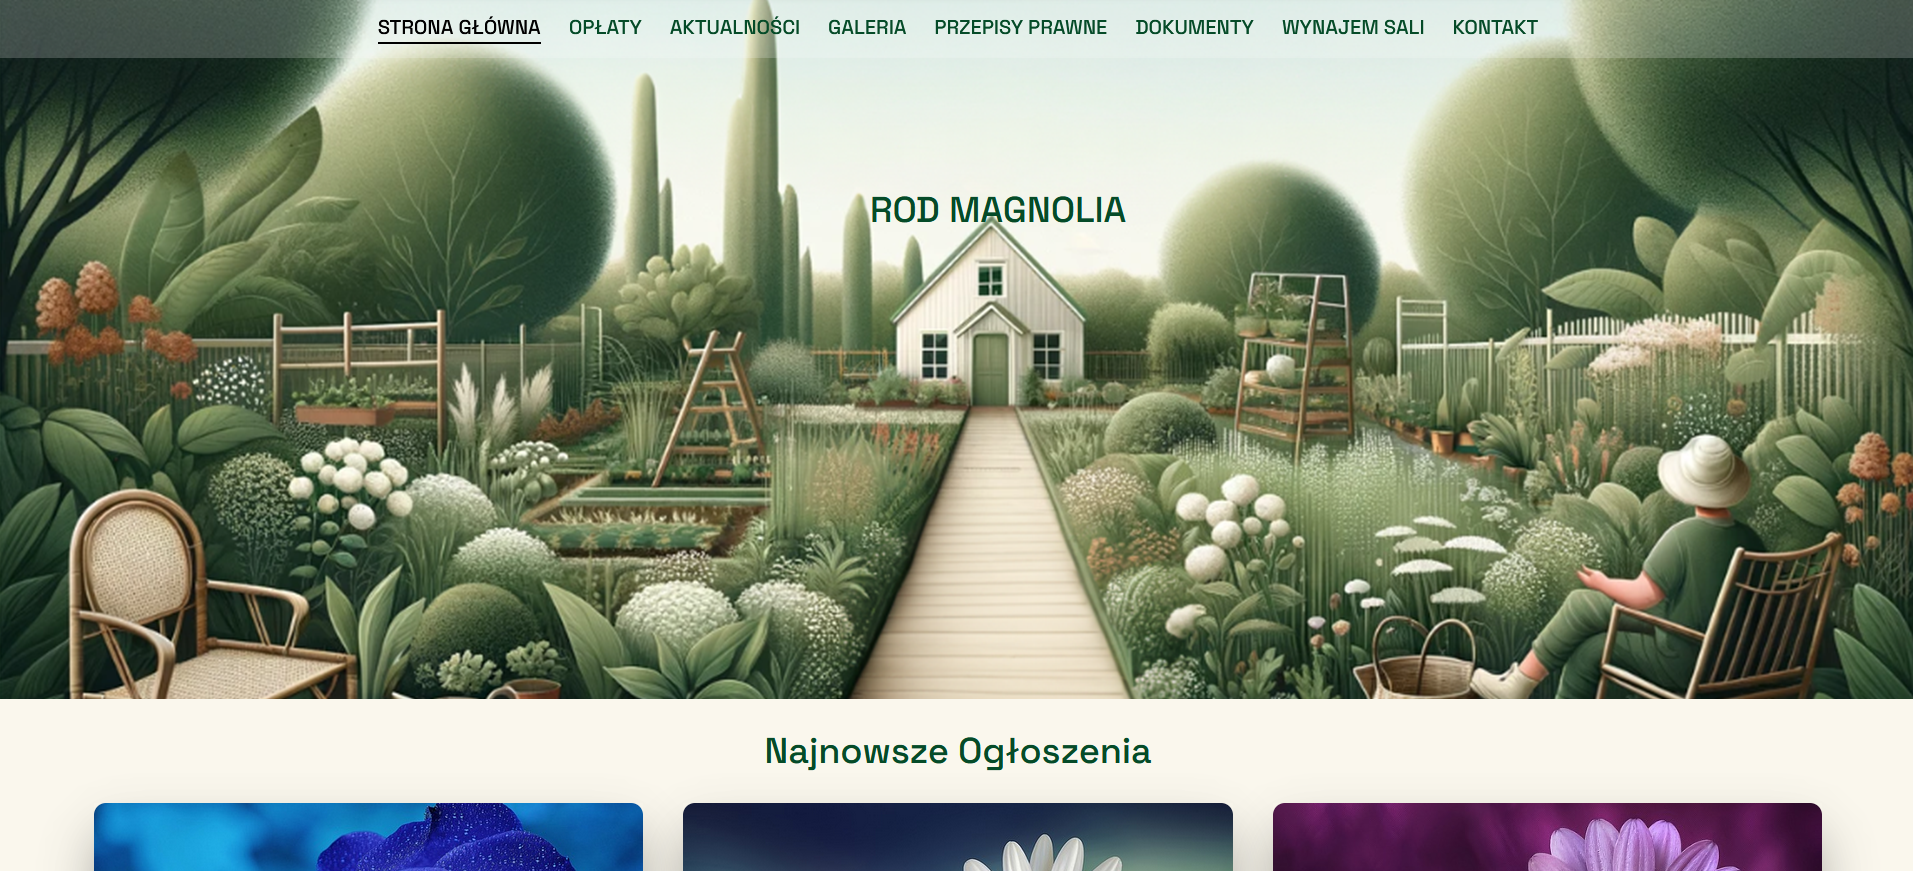 STRONA GŁÓWNA OPŁATY AKTUALNOŚCI GALERIA PRZEPISY PRAWNE DOKUMENTY WYNAJEM SALI KONTAKT
ROD MAGNOLIA
Najnowsze Ogłoszenia